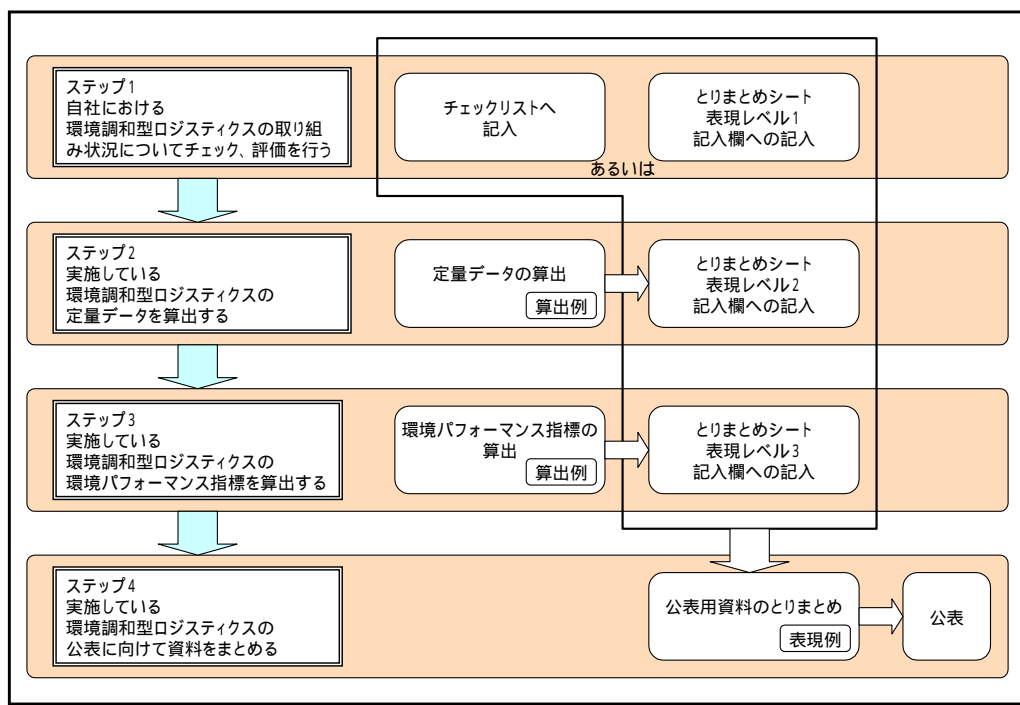 ステップ1
自社における
環境調和型ロジスティクスの取り組
み状況についてチェック、評価を行う
チェックリストへ
記入
とりまとめシート
表現レベル1
記入欄への記入
あるいは
ステップ2
実施している
環境調和型ロジスティクスの
定量データを算出する
定量データの算出
算出例
とりまとめシート
表現レベル2
記入欄への記入
ステップ3
実施している
環境調和型ロジスティクスの
環境パフォーマンス指標を算出する
環境パフォーマンス指標の
算出
算出例
とりまとめシート
表現レベル3
記入欄への記入
ステップ4
実施している
環境調和型ロジスティクスの
公表に向けて資料をまとめる
公表用資料のとりまとめ
表現例
公表